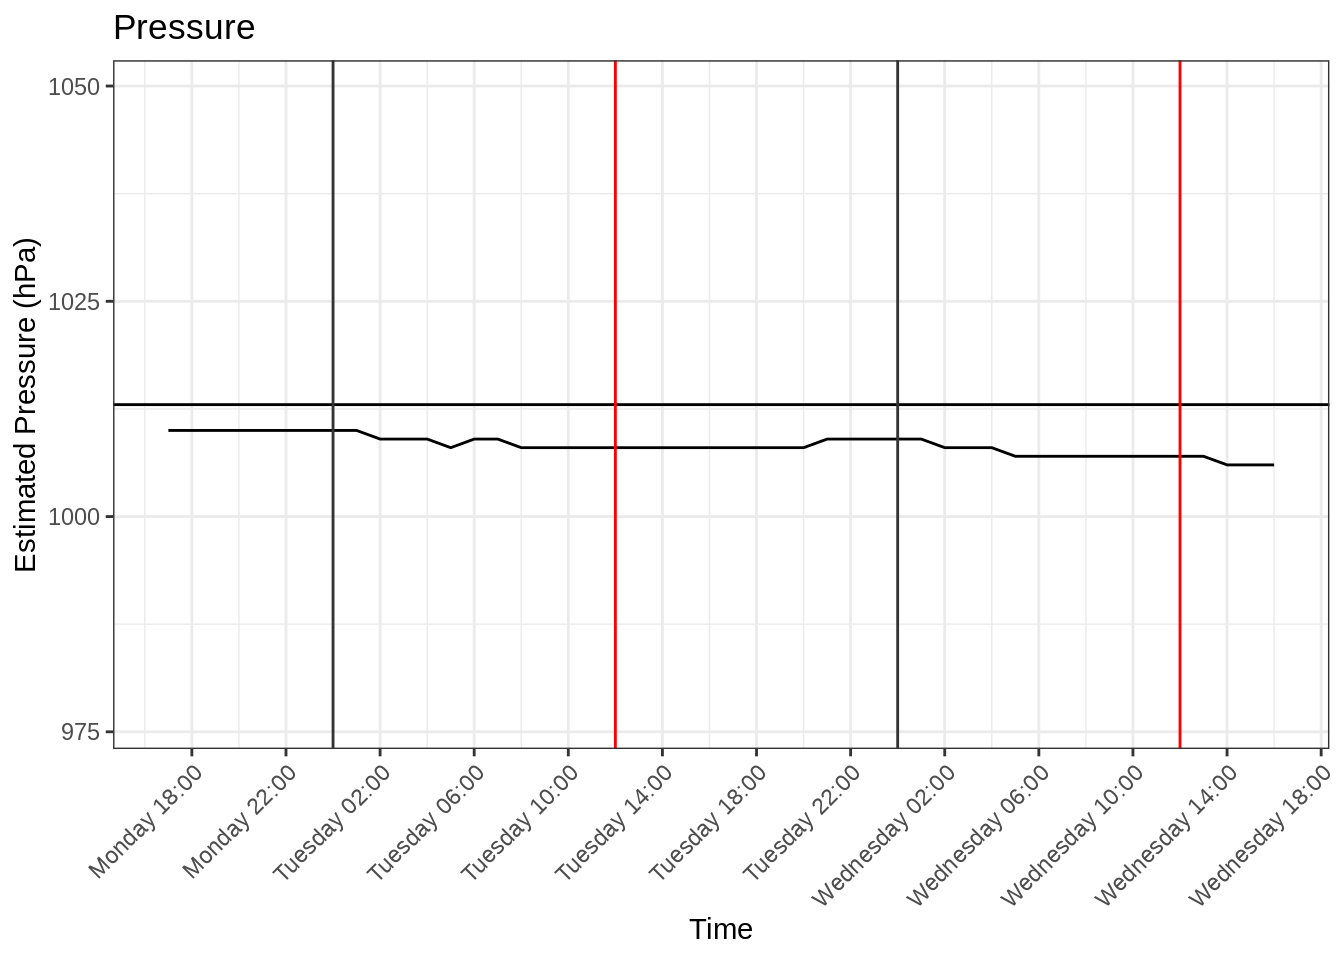 Pressure
Estimated Pressure (hPa)
1050
1025
1000
975
Monday 18:00
Monday 22:00
Tuesday 02:00
Tuesday 06:00
Tuesday 10:00
Tuesday 14:00
Tuesday 18:00
Tuesday 22:00
Wednesday 02:00
Wednesday 06:00
Wednesday 10:00
Wednesday 14:00
Wednesday 18:00
Time